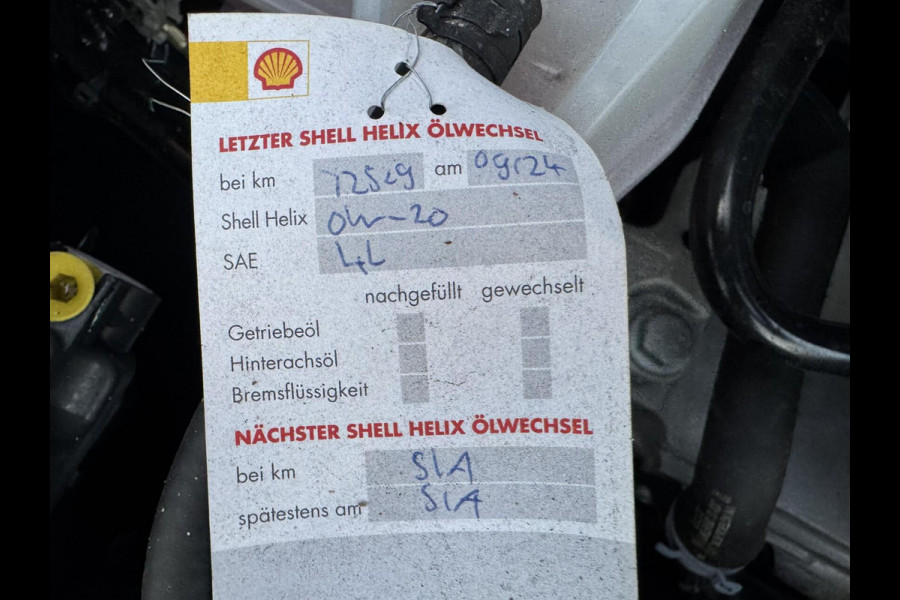 LETZTER SHELL HELIX ÖLWECHSEL
bei km 12529 am 09/24
Shell Helix 0W-20
SAE 4L
nachgefüllt gewechselt
Getriebeöl
Hinterachsöl
Bremsflüssigkeit
NÄCHSTER SHELL HELIX ÖLWECHSEL
bei km SIA
spätestens am SIA